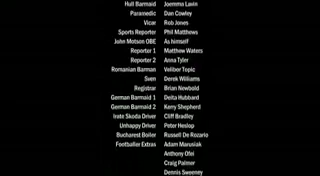 Hull Barmaid Joemms Lavin
Paramedic Dan Cowley
Vicar Rob Jones
Sports Reporter Phil Matthews
John Motson OBE As himself
Reporter 1 Matthew Waters
Reporter 2 Anna Tyler
Romanian Barman Velibor Topic
Sven Derek Williams
Registrar Brian Newbold
German Barmaid 1 Delta Hubbard
German Barmaid 2 Kerry Shepherd
Irate Skoda Driver Cliff Bradley
Unhappy Driver Peter Heslop
Bucharest Boiler Russell De Rozario
Footballer Extras Adam Marusiak
Anthony Ofei
Craig Palmer
Dennis Sweeney